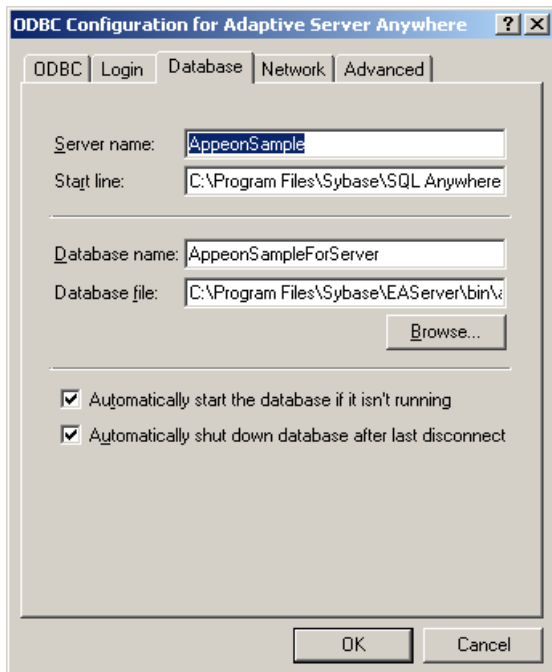 ODBC Configuration for Adaptive Server Anywhere
ODBC Login Database Network Advanced
Server name: AppeonSample
Start line: C:\Program Files\Sybase\SQL Anywhere
Database name: AppeonSampleForServer
Database file: C:\Program Files\Sybase\EAServer\bin\a
Browse...
Automatically start the database if it isn't running
Automatically shut down database after last disconnect
OK Cancel